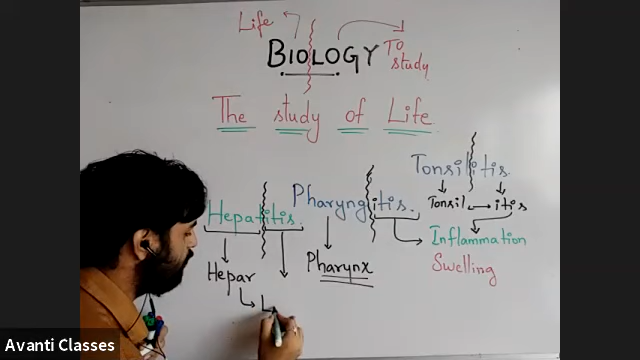 Life
BIOLOGY To study
The study of Life
Tonsilitis
Tonsil itis
Hepatitis. Pharyngitis.
Inflammation
Swelling
Hepar Pharynx
Avanti Classes